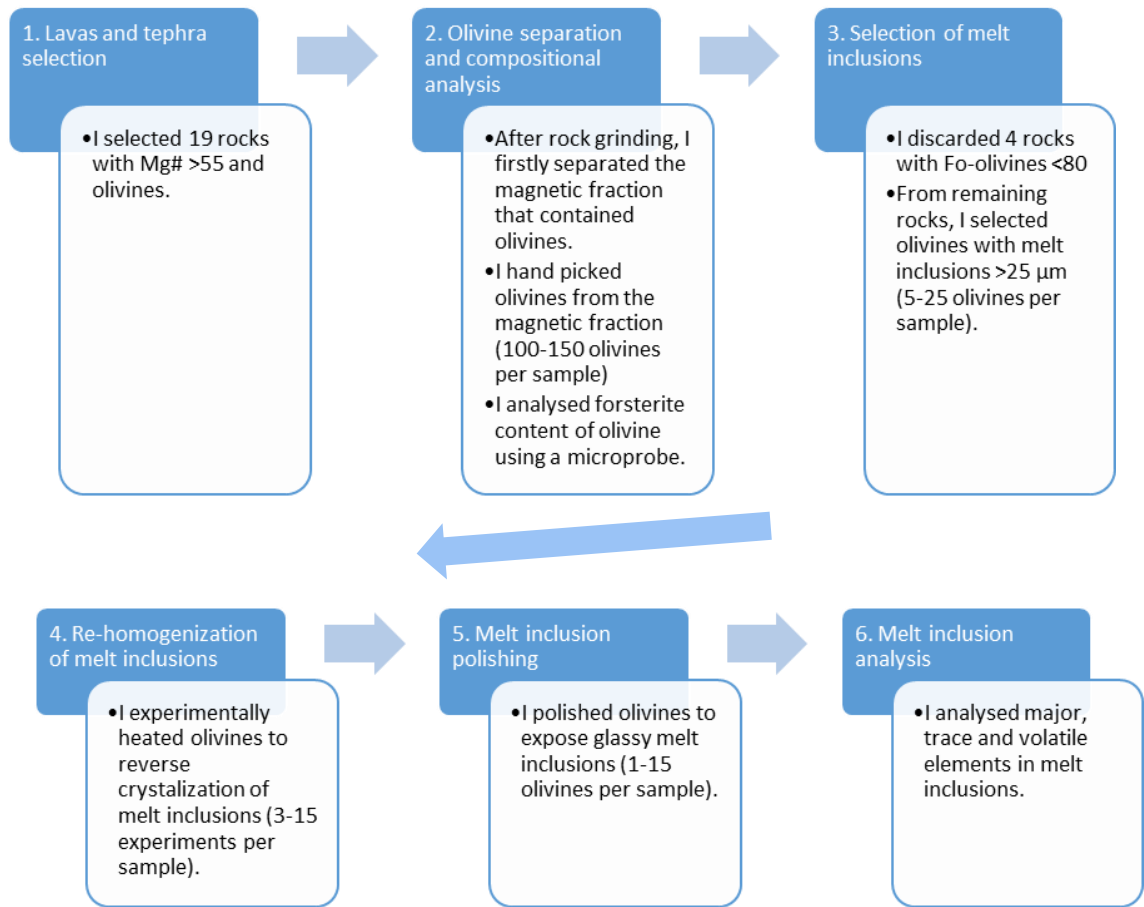 1. Lavas and tephra
selection
•I selected 19 rocks
with Mg# >55 and
olivines.
2. Olivine separation
and compositional
analysis
•After rock grinding, I
firstly separated the
magnetic fraction
that contained
olivines.
•I hand picked
olivines from the
magnetic fraction
(100-150 olivines
per sample)
•I analysed forsterite
content of olivine
using a microprobe.
3. Selection of melt
inclusions
•I discarded 4 rocks
with Fo-olivines <80
•From remaining
rocks, I selected
olivines with melt
inclusions >25 µm
(5-25 olivines per
sample).
4. Re-homogenization
of melt inclusions
•I experimentally
heated olivines to
reverse
crystalization of
melt inclusions (3-15
experiments per
sample).
5. Melt inclusion
polishing
•I polished olivines to
expose glassy melt
inclusions (1-15
olivines per sample).
6. Melt inclusion
analysis
•I analysed major,
trace and volatile
elements in melt
inclusions.